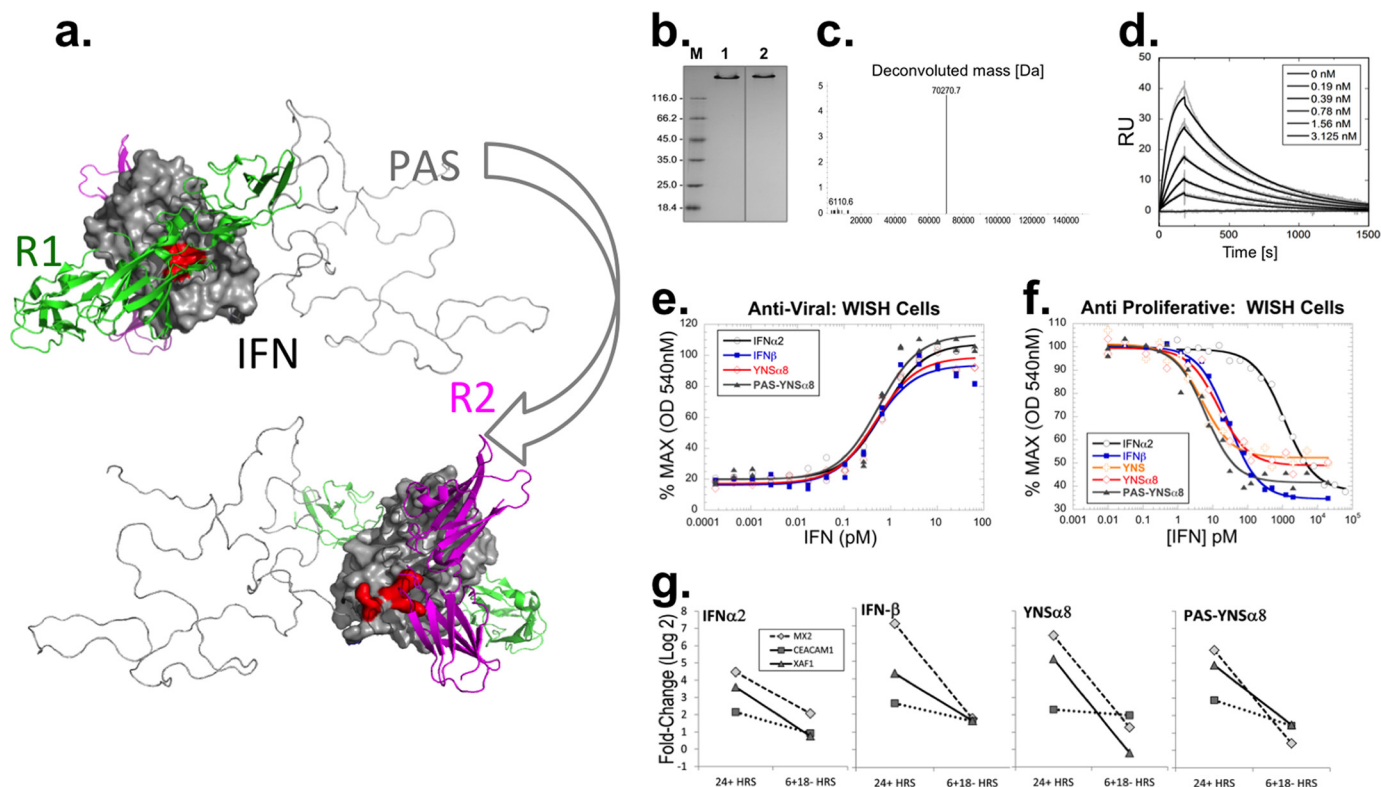 a.
PAS
R1
IFN
R2
b.
M 1 2
116.0
66.2
45.0
35.0
25.0
18.4
c.
Deconvoluted mass [Da]
70270.7
6110.6
5
4
3
2
1
0
20000 40000 60000 80000 100000 120000 140000
d.
RU
50
40
30
20
10
0
0 nM
0.19 nM
0.39 nM
0.78 nM
1.56 nM
3.125 nM
0 500 1000 1500
Time [s]
e.
Anti-Viral: WISH Cells
% MAX (OD 540nM)
120
100
80
60
40
20
0
IFNα2
IFNβ
YNSα8
PAS-YNSα8
0.0001 0.001 0.01 0.1 1 10 100
IFN (pM)
f.
Anti Proliferative: WISH Cells
% MAX (OD 540nM)
110
100
90
80
70
60
50
40
30
IFNα2
IFNβ
YNS
YNSα8
PAS-YNSα8
0.001 0.01 0.1 1 10 100 1000 10⁴ 10⁵
[IFN] pM
g.
Fold-Change (Log 2)
8
7
6
5
4
3
2
1
0
-1
IFNα2
MX2
CEACAM1
XAF1
24+ HRS 6+18- HRS
IFN-β
24+ HRS 6+18- HRS
YNSα8
24+ HRS 6+18- HRS
PAS-YNSα8
24+ HRS 6+18- HRS